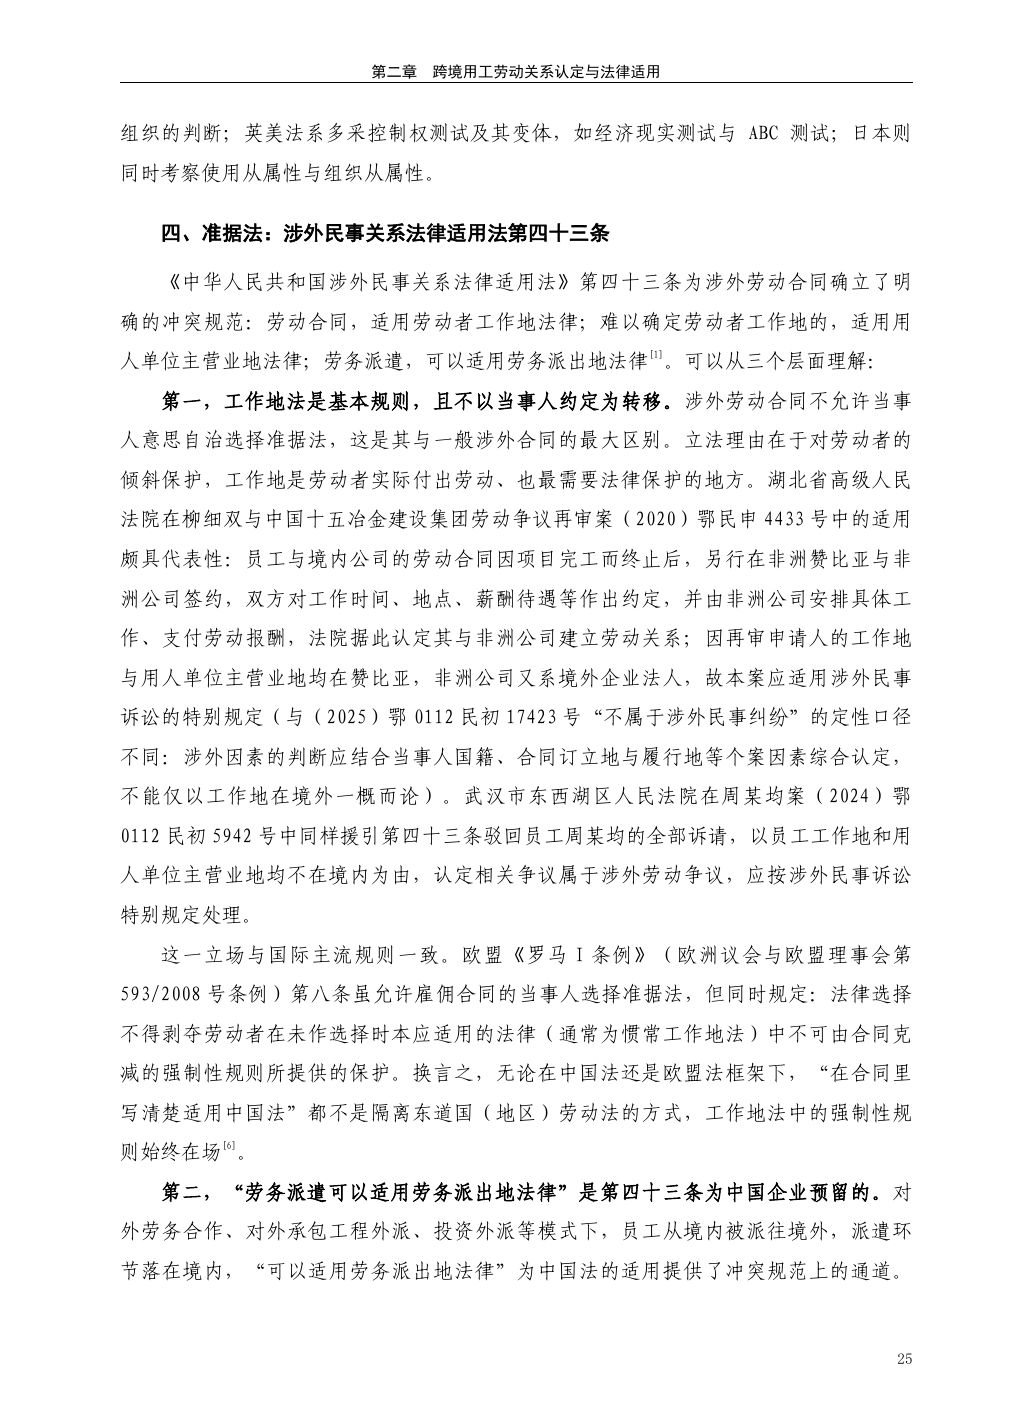 第二章　跨境用工劳动关系认定与法律适用
组织的判断；英美法系多采控制权测试及其变体，如经济现实测试与 ABC 测试；日本则
同时考察使用从属性与组织从属性。
四、准据法：涉外民事关系法律适用法第四十三条
《中华人民共和国涉外民事关系法律适用法》第四十三条为涉外劳动合同确立了明
确的冲突规范：劳动合同，适用劳动者工作地法律；难以确定劳动者工作地的，适用用
人单位主营业地法律；劳务派遣，可以适用劳务派出地法律[1]。可以从三个层面理解：
第一，工作地法是基本规则，且不以当事人约定为转移。涉外劳动合同不允许当事
人意思自治选择准据法，这是其与一般涉外合同的最大区别。立法理由在于对劳动者的
倾斜保护，工作地是劳动者实际付出劳动、也最需要法律保护的地方。湖北省高级人民
法院在柳细双与中国十五冶金建设集团劳动争议再审案（2020）鄂民申 4433 号中的适用
颇具代表性：员工与境内公司的劳动合同因项目完工而终止后，另行在非洲赞比亚与非
洲公司签约，双方对工作时间、地点、薪酬待遇等作出约定，并由非洲公司安排具体工
作、支付劳动报酬，法院据此认定其与非洲公司建立劳动关系；因再审申请人的工作地
与用人单位主营业地均在赞比亚，非洲公司又系境外企业法人，故本案应适用涉外民事
诉讼的特别规定（与（2025）鄂 0112 民初 17423 号“不属于涉外民事纠纷”的定性口径
不同：涉外因素的判断应结合当事人国籍、合同订立地与履行地等个案因素综合认定，
不能仅以工作地在境外一概而论）。武汉市东西湖区人民法院在周某均案（2024）鄂
0112 民初 5942 号中同样援引第四十三条驳回员工周某均的全部诉请，以员工工作地和用
人单位主营业地均不在境内为由，认定相关争议属于涉外劳动争议，应按涉外民事诉讼
特别规定处理。
这一立场与国际主流规则一致。欧盟《罗马 I 条例》（欧洲议会与欧盟理事会第
593/2008 号条例）第八条虽允许雇佣合同的当事人选择准据法，但同时规定：法律选择
不得剥夺劳动者在未作选择时本应适用的法律（通常为惯常工作地法）中不可由合同克
减的强制性规则所提供的保护。换言之，无论在中国法还是欧盟法框架下，“在合同里
写清楚适用中国法”都不是隔离东道国（地区）劳动法的方式，工作地法中的强制性规
则始终在场[6]。
第二，“劳务派遣可以适用劳务派出地法律”是第四十三条为中国企业预留的。对
外劳务合作、对外承包工程外派、投资外派等模式下，员工从境内被派往境外，派遣环
节落在境内，“可以适用劳务派出地法律”为中国法的适用提供了冲突规范上的通道。
25